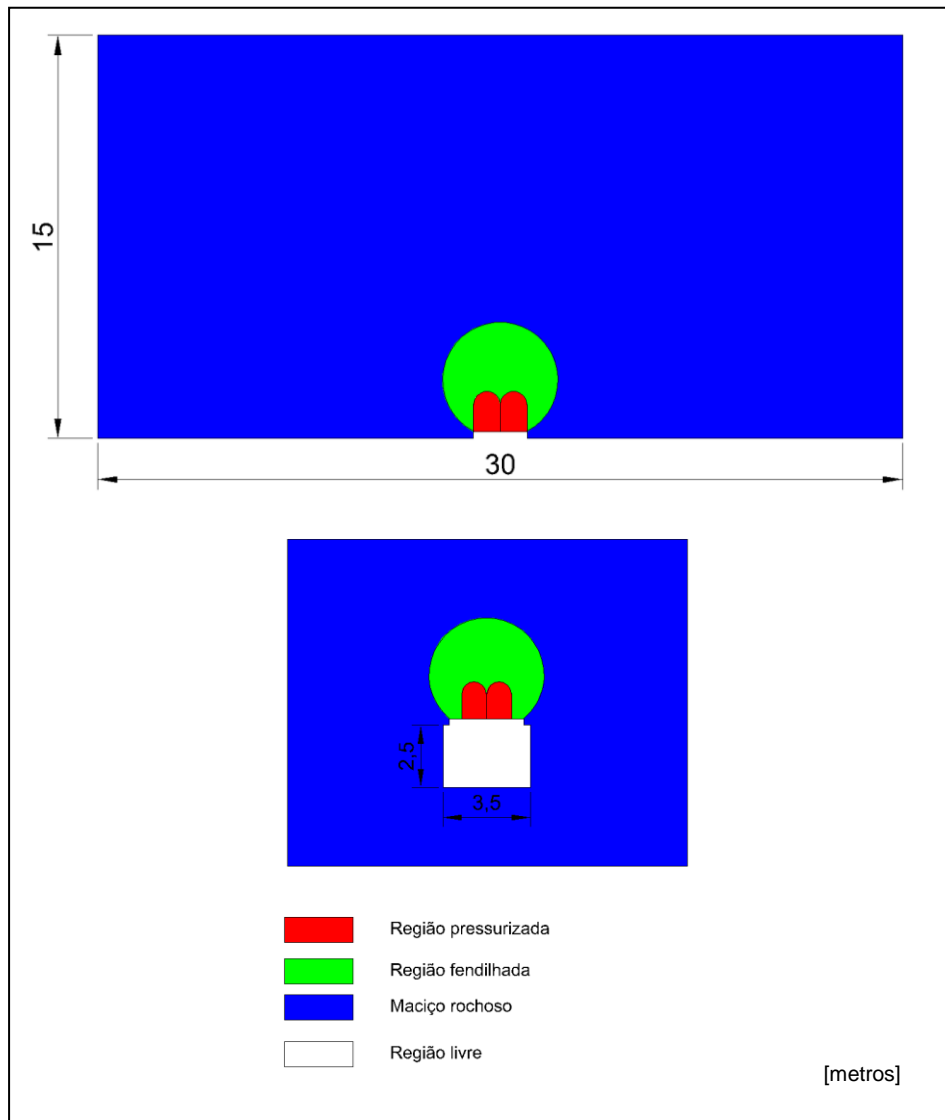 15
30
2,5
3,5
Região pressurizada
Região fendilhada
Maciço rochoso
Região livre
[metros]